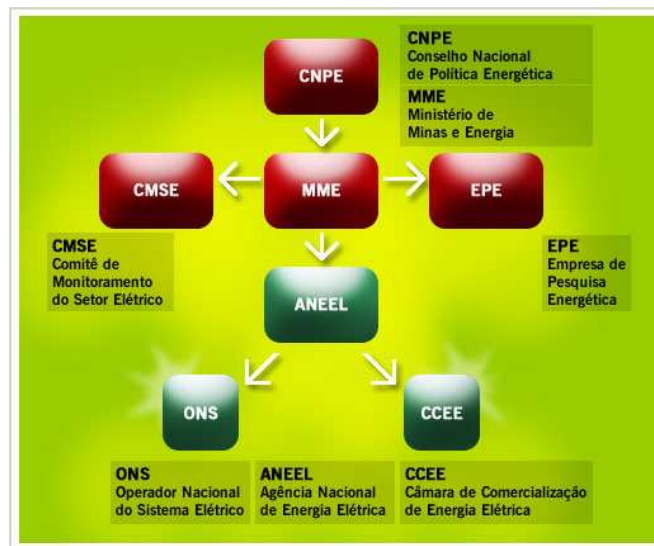 CNPE
CNPE
Conselho Nacional
de Política Energética
MME
Ministério de
Minas e Energia
CMSE
MME
EPE
CMSE
Comitê de
Monitoramento
do Setor Elétrico
EPE
Empresa de
Pesquisa
Energética
ANEEL
ONS
CCEE
ONS
Operador Nacional
do Sistema Elétrico
ANEEL
Agência Nacional
de Energia Elétrica
CCEE
Câmara de Comercialização
de Energia Elétrica